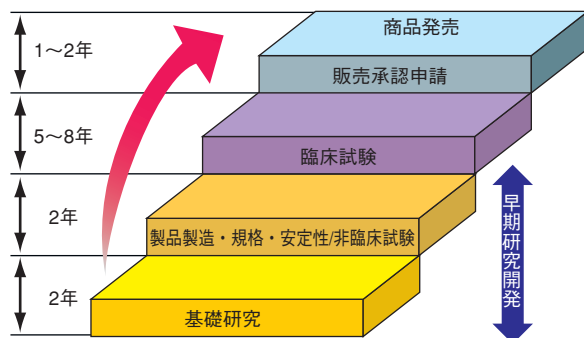 商品発売
1〜2年
販売承認申請
5〜8年
臨床試験
2年
製品製造・規格・安定性/非臨床試験
早期研究開発
2年
基礎研究